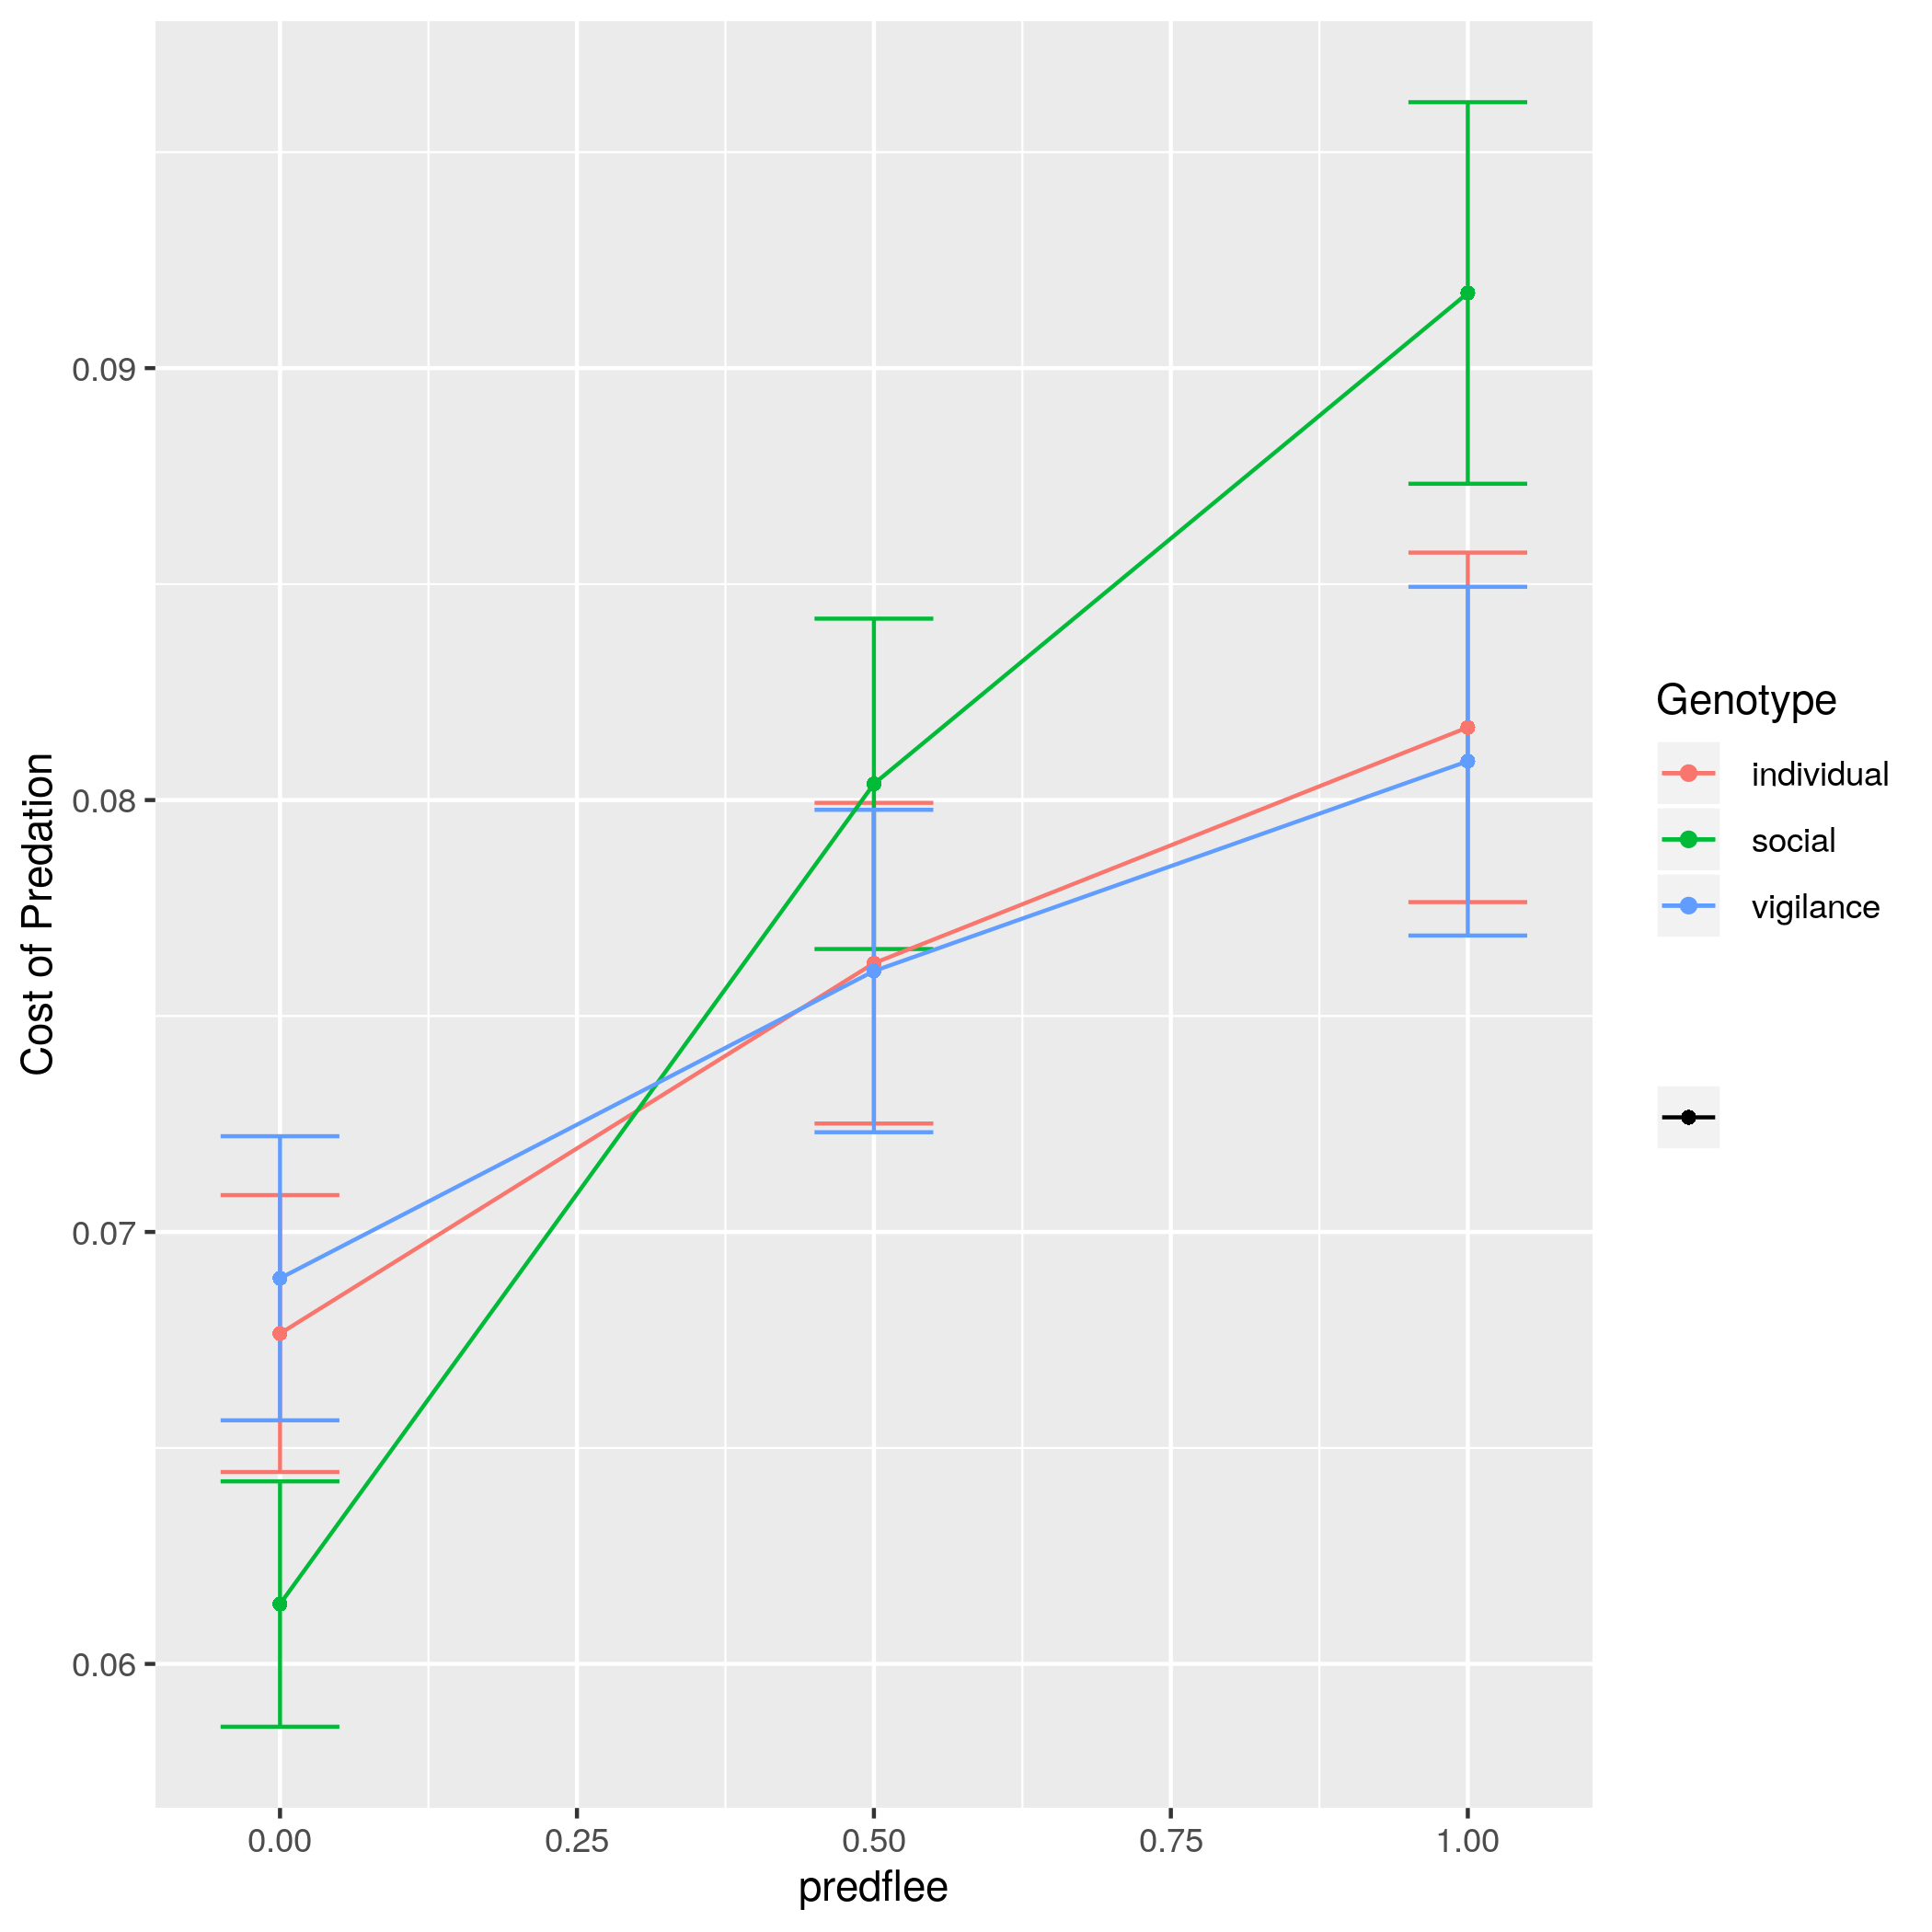 Cost of Predation
0.09
0.08
0.07
0.06
0.00 0.25 0.50 0.75 1.00
predflee
Genotype
individual
social
vigilance